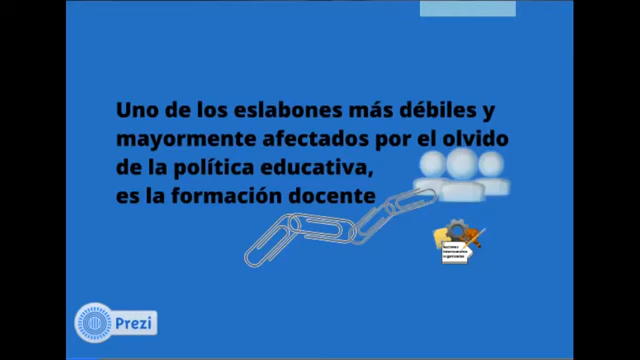 Uno de los eslabones más débiles y
mayormente afectados por el olvido
de la política educativa,
es la formación docente
Prezi